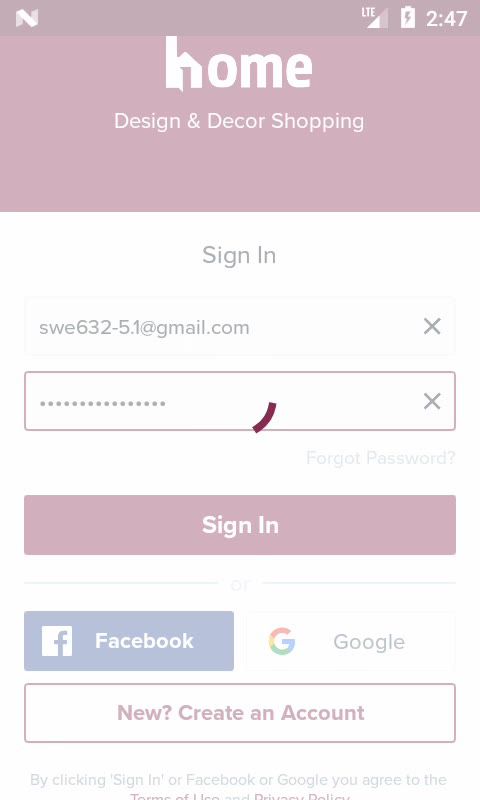 LTE 2:47
home
Design & Decor Shopping
Sign In
swe632-5.1@gmail.com
••••••••••••••••
Forgot Password?
Sign In
or
Facebook Google
New? Create an Account
By clicking 'Sign In' or Facebook or Google you agree to the
Terms of Use and Privacy Policy